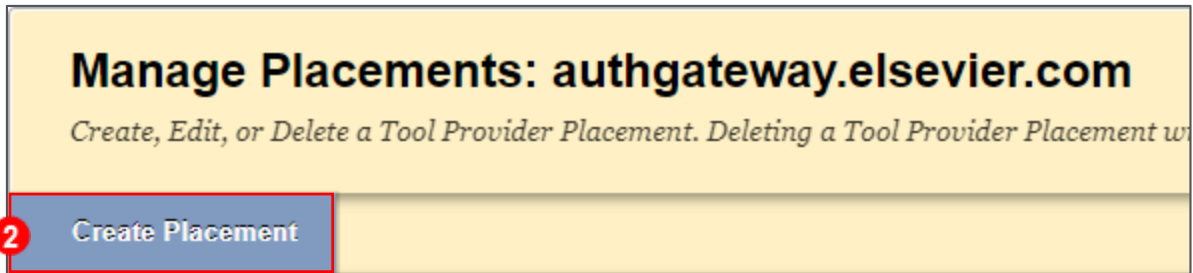 Manage Placements: authgateway.elsevier.com
Create, Edit, or Delete a Tool Provider Placement. Deleting a Tool Provider Placement
2 Create Placement